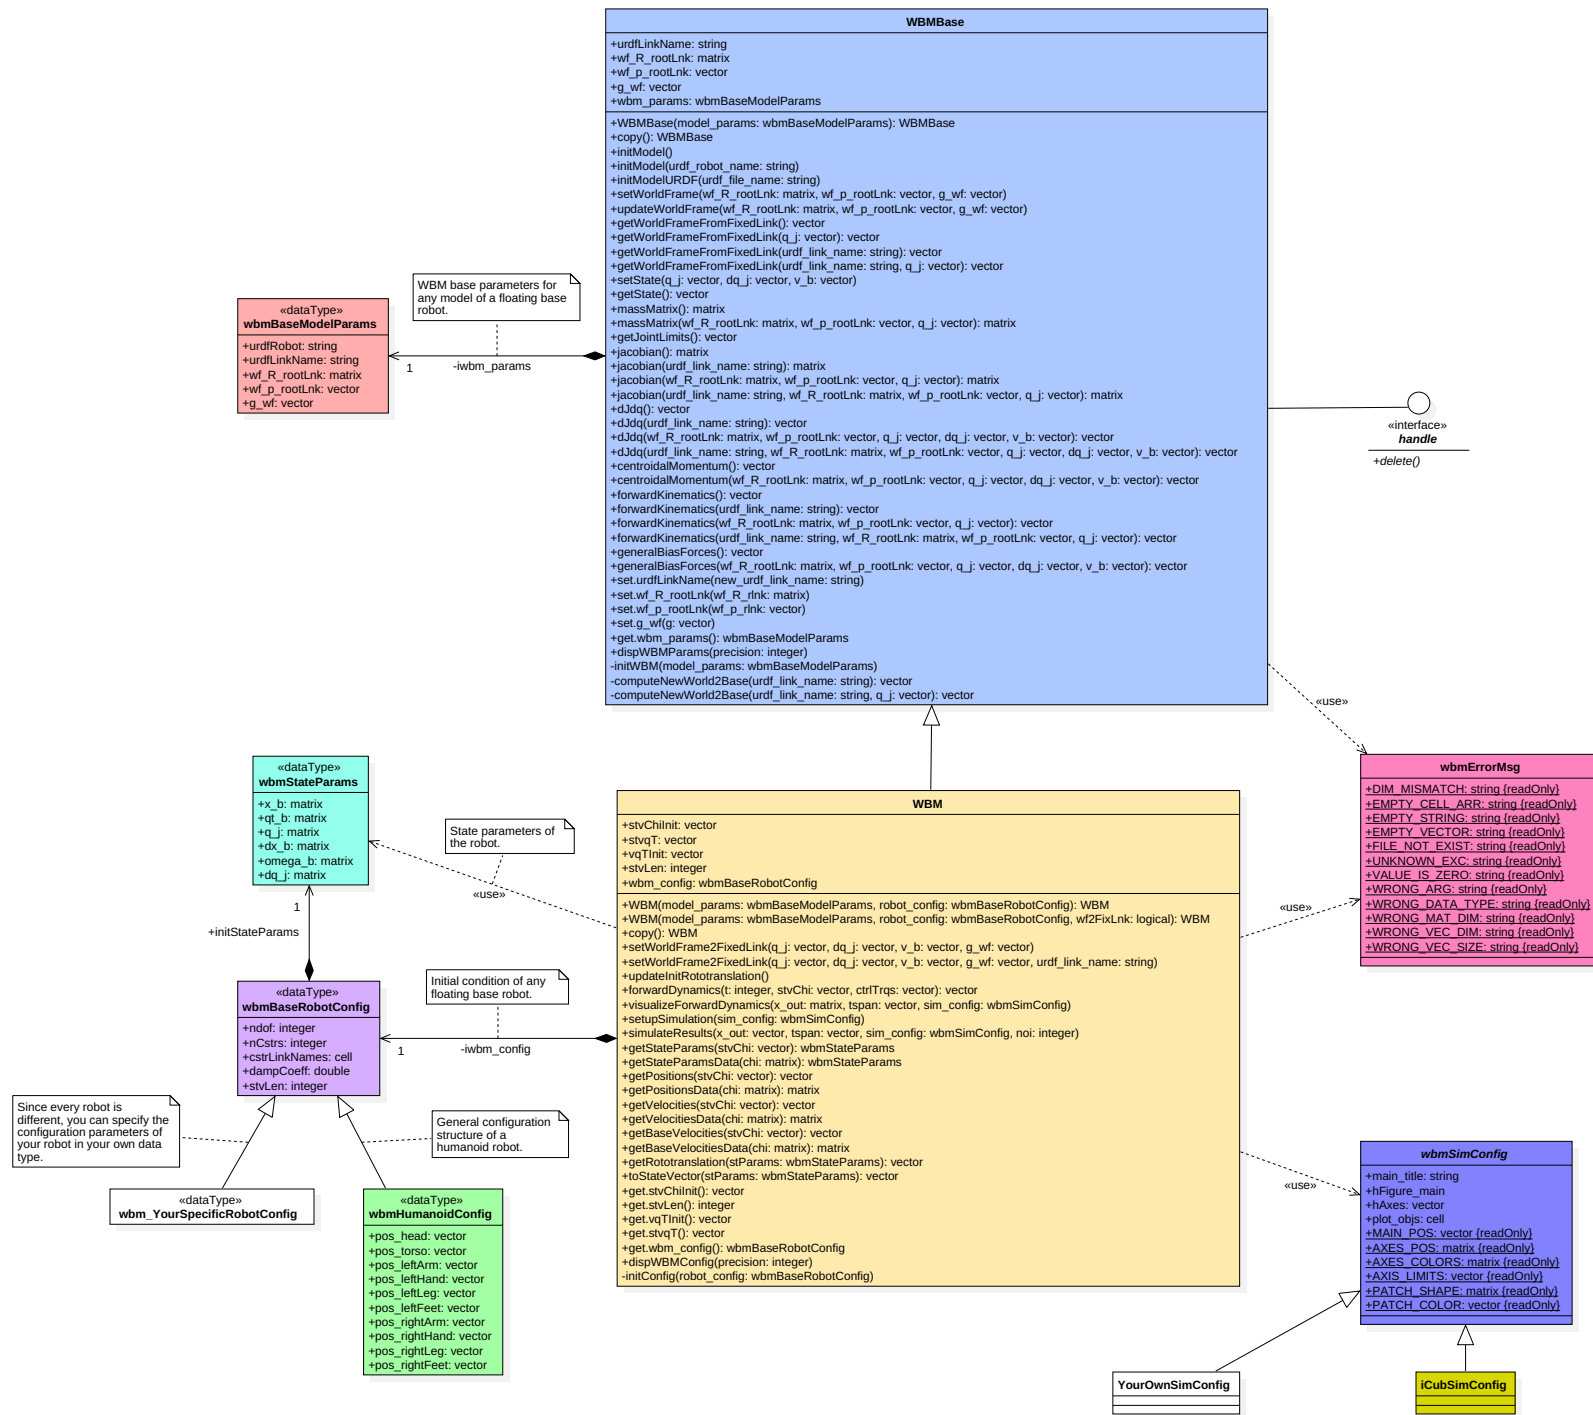 WBMBase
+urdfLinkName: string
+wf_R_rootLnk: matrix
+wf_p_rootLnk: vector
+g_wf: vector
+wbm_params: wbmBaseModelParams
+WBMBase(model_params: wbmBaseModelParams): WBMBase
+copy(): WBMBase
+initModel()
+initModel(urdf_robot_name: string)
+initModelURDF(urdf_file_name: string)
+setWorldFrame(wf_R_rootLnk: matrix, wf_p_rootLnk: vector, g_wf: vector)
+updateWorldFrame(wf_R_rootLnk: matrix, wf_p_rootLnk: vector, g_wf: vector)
+getWorldFrameFromFixedLink(): vector
+getWorldFrameFromFixedLink(q_j: vector): vector
+getWorldFrameFromFixedLink(urdf_link_name: string): vector
+getWorldFrameFromFixedLink(urdf_link_name: string, q_j: vector): vector
+setState(q_j: vector, dq_j: vector, v_b: vector)
+getState(): vector
+massMatrix(): matrix
+massMatrix(wf_R_rootLnk: matrix, wf_p_rootLnk: vector, q_j: vector): matrix
+getJointLimits(): vector
+jacobian(): matrix
+jacobian(urdf_link_name: string): matrix
+jacobian(wf_R_rootLnk: matrix, wf_p_rootLnk: vector, q_j: vector): matrix
+jacobian(urdf_link_name: string, wf_R_rootLnk: matrix, wf_p_rootLnk: vector, q_j: vector): matrix
+dJdq(): vector
+dJdq(urdf_link_name: string): vector
+dJdq(wf_R_rootLnk: matrix, wf_p_rootLnk: vector, q_j: vector, dq_j: vector, v_b: vector): vector
+dJdq(urdf_link_name: string, wf_R_rootLnk: matrix, wf_p_rootLnk: vector, q_j: vector, dq_j: vector, v_b: vector): vector
+centroidalMomentum(): vector
+centroidalMomentum(wf_R_rootLnk: matrix, wf_p_rootLnk: vector, q_j: vector, dq_j: vector, v_b: vector): vector
+forwardKinematics(): vector
+forwardKinematics(urdf_link_name: string): vector
+forwardKinematics(wf_R_rootLnk: matrix, wf_p_rootLnk: vector, q_j: vector): vector
+forwardKinematics(urdf_link_name: string, wf_R_rootLnk: matrix, wf_p_rootLnk: vector, q_j: vector): vector
+generalBiasForces(): vector
+generalBiasForces(wf_R_rootLnk: matrix, wf_p_rootLnk: vector, q_j: vector, dq_j: vector, v_b: vector): vector
+set.urdfLinkName(new_urdf_link_name: string)
+set.wf_R_rootLnk(wf_R_rlnk: matrix)
+set.wf_p_rootLnk(wf_p_rlnk: vector)
+set.g_wf(g: vector)
+get.wbm_params(): wbmBaseModelParams
+dispWBMParams(precision: integer)
-initWBM(model_params: wbmBaseModelParams)
-computeNewWorld2Base(urdf_link_name: string): vector
-computeNewWorld2Base(urdf_link_name: string, q_j: vector): vector
WBM base parameters for
any model of a floating base
robot.
«dataType»
wbmBaseModelParams
+urdfRobot: string
+urdfLinkName: string
+wf_R_rootLnk: matrix
+wf_p_rootLnk: vector
+g_wf: vector
1
-iwbm_params
«interface»
handle
+delete()
«use»
«dataType»
wbmStateParams
+x_b: matrix
+qt_b: matrix
+q_j: matrix
+dx_b: matrix
+omega_b: matrix
+dq_j: matrix
State parameters of
the robot.
«use»
1
+initStateParams
WBM
+stvChiInit: vector
+stvqT: vector
+vqTInit: vector
+stvLen: integer
+wbm_config: wbmBaseRobotConfig
+WBM(model_params: wbmBaseModelParams, robot_config: wbmBaseRobotConfig): WBM
+WBM(model_params: wbmBaseModelParams, robot_config: wbmBaseRobotConfig, wf2FixLnk: logical): WBM
+copy(): WBM
+setWorldFrame2FixedLink(q_j: vector, dq_j: vector, v_b: vector, g_wf: vector)
+setWorldFrame2FixedLink(q_j: vector, dq_j: vector, v_b: vector, g_wf: vector, urdf_link_name: string)
+updateInitRototranslation()
+forwardDynamics(t: integer, stvChi: vector, ctrlTrqs: vector): vector
+visualizeForwardDynamics(x_out: matrix, tspan: vector, sim_config: wbmSimConfig)
+setupSimulation(sim_config: wbmSimConfig)
+simulateResults(x_out: vector, tspan: vector, sim_config: wbmSimConfig, noi: integer)
+getStateParams(stvChi: vector): wbmStateParams
+getStateParamsData(chi: matrix): wbmStateParams
+getPositions(stvChi: vector): vector
+getPositionsData(chi: matrix): matrix
+getVelocities(stvChi: vector): vector
+getVelocitiesData(chi: matrix): matrix
+getBaseVelocities(stvChi: vector): vector
+getBaseVelocitiesData(chi: matrix): matrix
+getRototranslation(stParams: wbmStateParams): vector
+toStateVector(stParams: wbmStateParams): vector
+get.stvChiInit(): vector
+get.stvLen(): integer
+get.vqTInit(): vector
+get.stvqT(): vector
+get.wbm_config(): wbmBaseRobotConfig
+dispWBMConfig(precision: integer)
-initConfig(robot_config: wbmBaseRobotConfig)
wbmErrorMsg
+DIM_MISMATCH: string {readOnly}
+EMPTY_CELL_ARR: string {readOnly}
+EMPTY_STRING: string {readOnly}
+EMPTY_VECTOR: string {readOnly}
+FILE_NOT_EXIST: string {readOnly}
+UNKNOWN_EXC: string {readOnly}
+VALUE_IS_ZERO: string {readOnly}
+WRONG_ARG: string {readOnly}
+WRONG_DATA_TYPE: string {readOnly}
+WRONG_MAT_DIM: string {readOnly}
+WRONG_VEC_DIM: string {readOnly}
+WRONG_VEC_SIZE: string {readOnly}
«use»
Initial condition of any
floating base robot.
«dataType»
wbmBaseRobotConfig
+ndof: integer
+nCstrs: integer
+cstrLinkNames: cell
+dampCoeff: double
+stvLen: integer
1
-iwbm_config
Since every robot is
different, you can specify the
configuration parameters of
your robot in your own data
type.
General configuration
structure of a
humanoid robot.
«dataType»
wbm_YourSpecificRobotConfig
«dataType»
wbmHumanoidConfig
+pos_head: vector
+pos_torso: vector
+pos_leftArm: vector
+pos_leftHand: vector
+pos_leftLeg: vector
+pos_leftFeet: vector
+pos_rightArm: vector
+pos_rightHand: vector
+pos_rightLeg: vector
+pos_rightFeet: vector
«use»
wbmSimConfig
+main_title: string
+hFigure_main
+hAxes: vector
+plot_objs: cell
+MAIN_POS: vector {readOnly}
+AXES_POS: matrix {readOnly}
+AXES_COLORS: matrix {readOnly}
+AXIS_LIMITS: vector {readOnly}
+PATCH_SHAPE: matrix {readOnly}
+PATCH_COLOR: vector {readOnly}
YourOwnSimConfig
iCubSimConfig